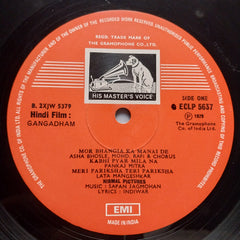 REGD. TRADE MARK OF
THE GRAMOPHONE CO. LTD.
HIS MASTER'S VOICE
B. 2XJW 5379
Hindi Film :
GANGADHAM
SIDE ONE
ECLP 5637
℗ 1979
The Gramophone
Co. of India Ltd.
MOR BHANGIA KA MANAI DE
ASHA BHOSLE, MOHD. RAFI & CHORUS
KABHI PYAR MILA NA
PANKAJ MITRA
MERI PARIKSHA TERI PARIKSHA
LATA MANGESHKAR
NIRMAL PICTURES
MUSIC : SAPAN JAGMOHAN
LYRICS : INDIWAR
EMI
MADE IN INDIA